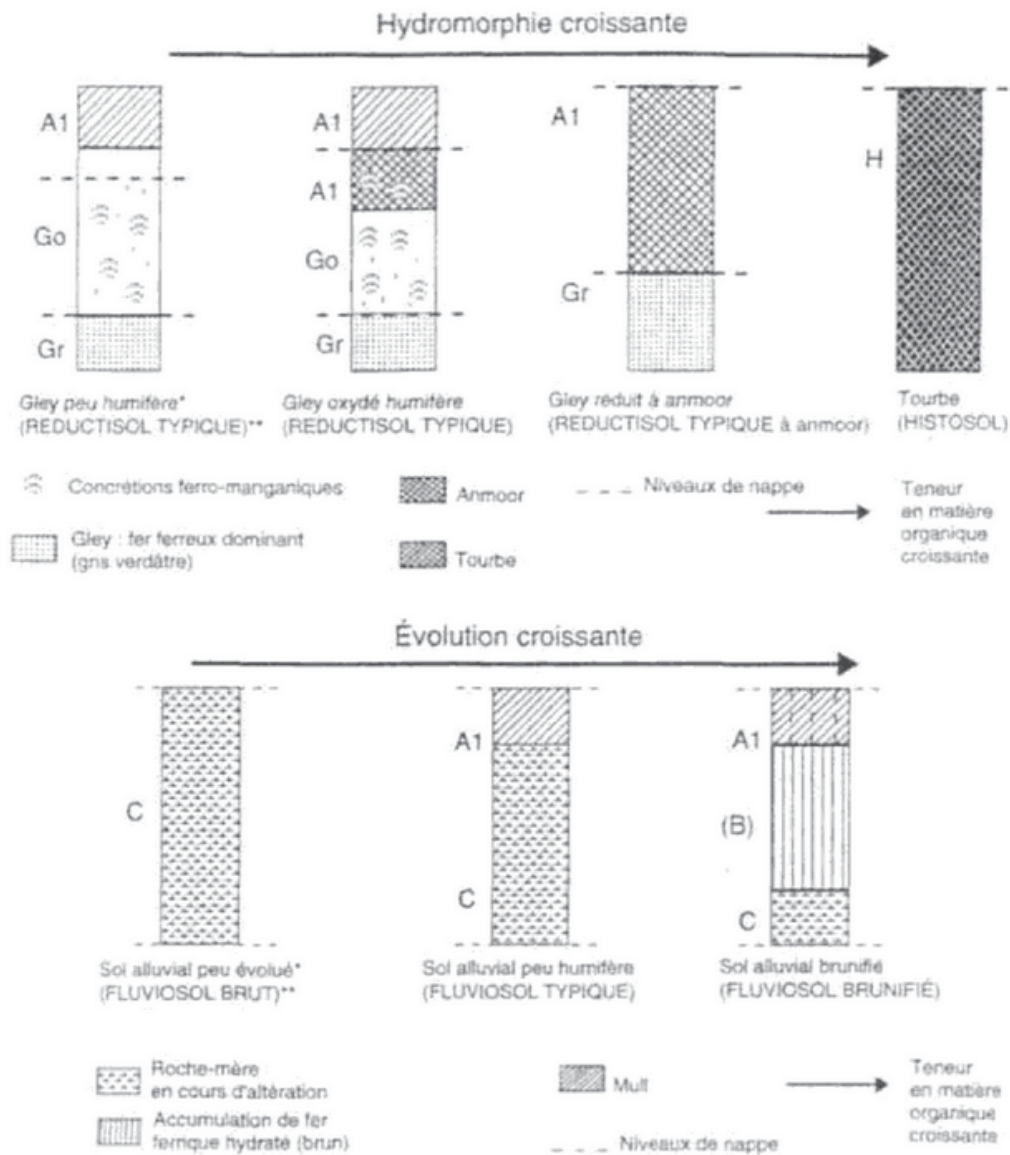 Hydromorphie croissante
A1
Go
Gr
A1
A1
Go
Gr
A1
Gr
H
Gley peu humifère*
(REDUCTISOL TYPIQUE)**
Gley oxydé humifère
(REDUCTISOL TYPIQUE)
Gley reduit à anmoor
(REDUCTISOL TYPIQUE à anmoor)
Tourbe
(HISTOSOL)
Concrétions ferro-manganiques
Gley : fer ferreux dominant
(gris verdâtre)
Anmoor
Tourbe
Niveaux de nappe
Teneur
en matière
organique
croissante
Évolution croissante
C
A1
C
A1
(B)
C
Sol alluvial peu évolué*
(FLUVIOSOL BRUT)**
Sol alluvial peu humifère
(FLUVIOSOL TYPIQUE)
Sol alluvial brunifié
(FLUVIOSOL BRUNIFIÉ)
Roche-mère
en cours d'altération
Accumulation de fer
ferrique hydraté (brun)
Mull
Niveaux de nappe
Teneur
en matière
organique
croissante